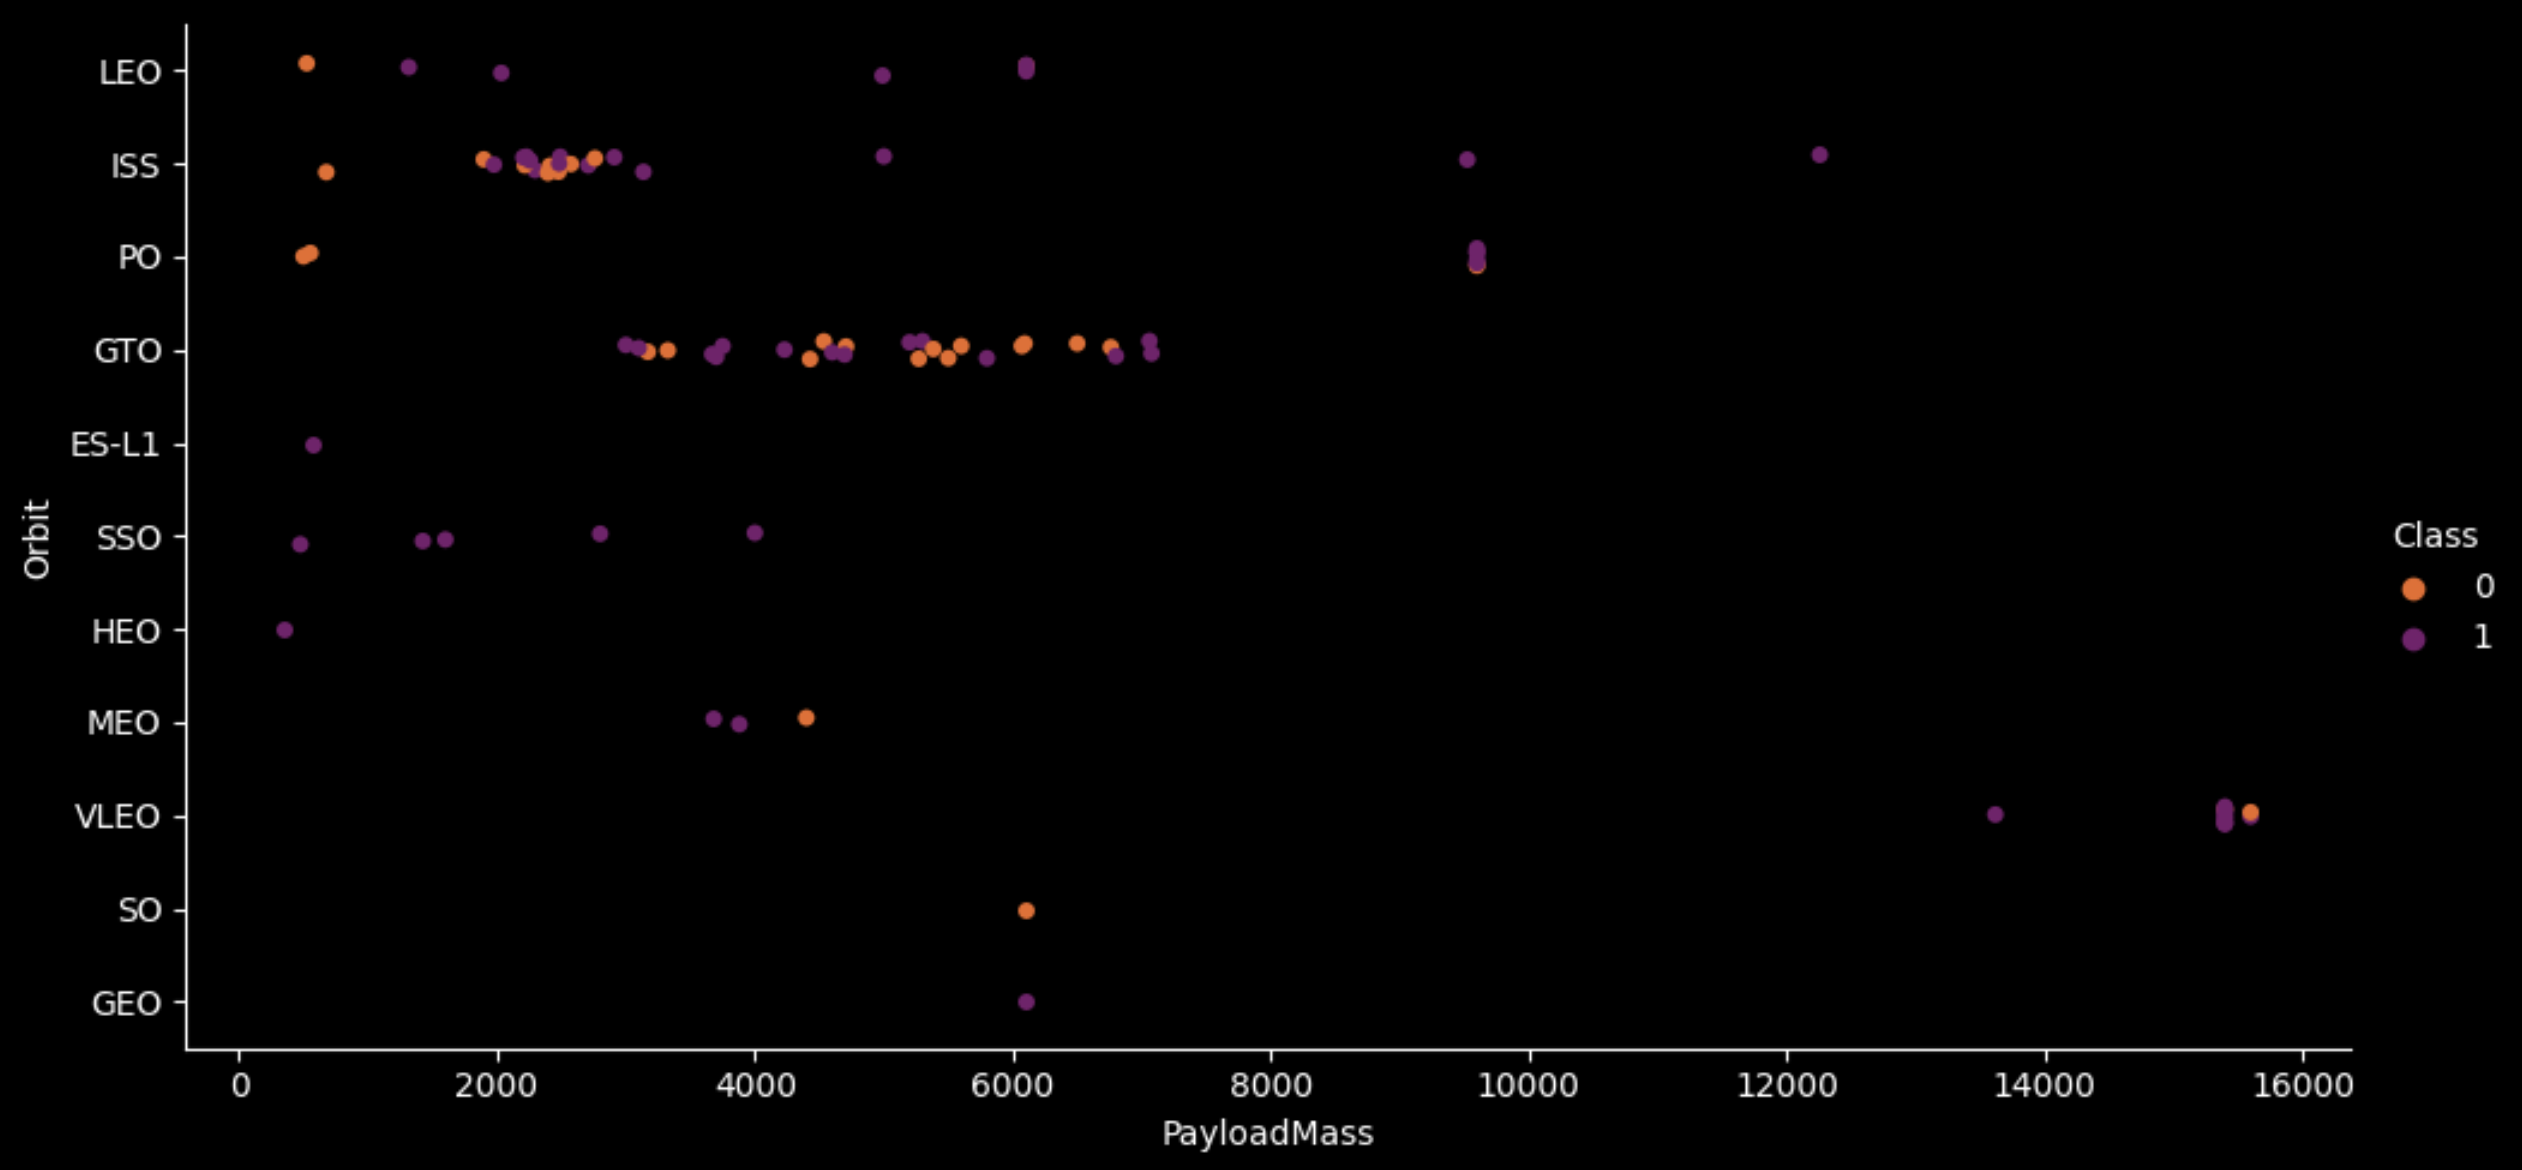 LEO
ISS
PO
GTO
ES-L1
SSO
HEO
MEO
VLEO
SO
GEO
Orbit
0 2000 4000 6000 8000 10000 12000 14000 16000
PayloadMass
Class
0
1